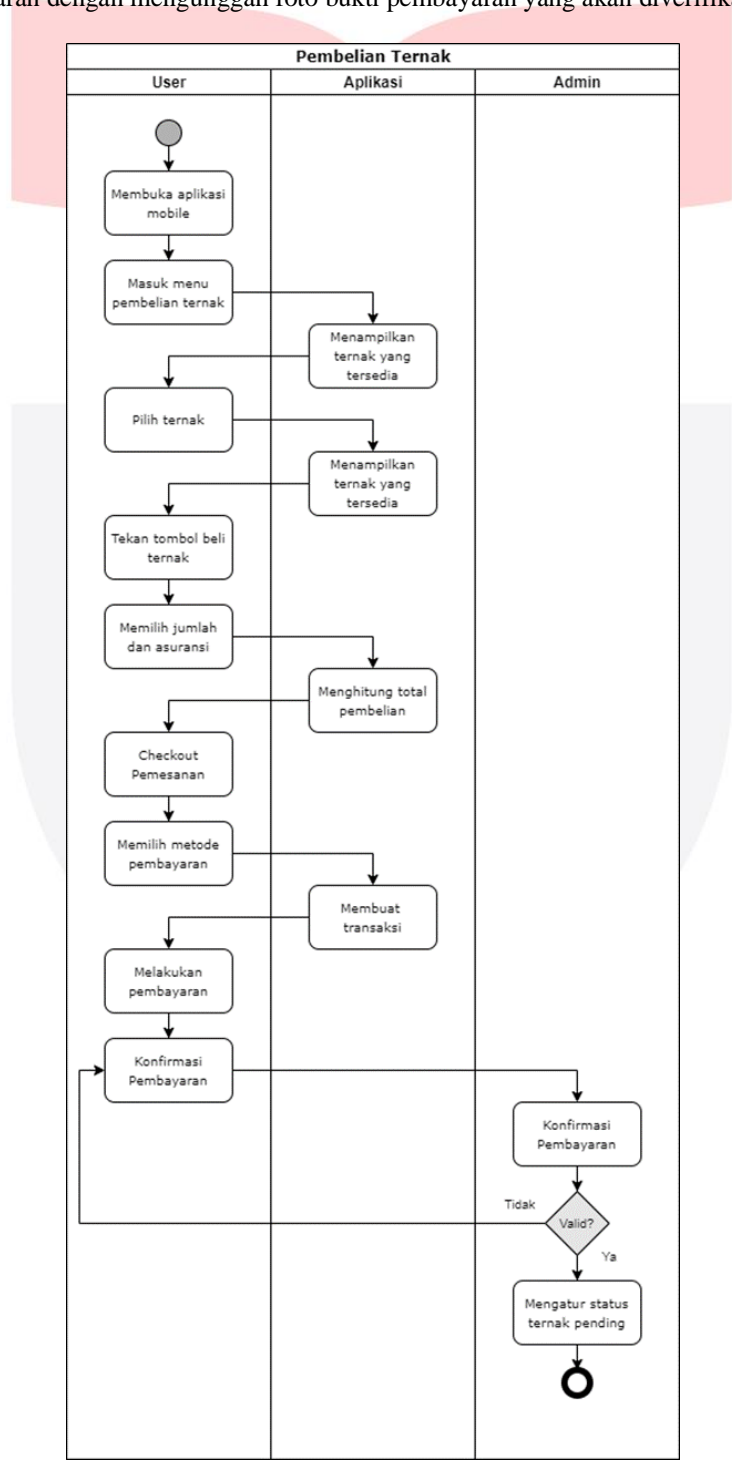 dengan mengunggah foto bukti pembayaran yang akan
Pembelian Ternak
User
Aplikasi
Admin
Membuka aplikasi
mobile
Masuk menu
pembelian ternak
Menampilkan
ternak yang
tersedia
Pilih ternak
Menampilkan
ternak yang
tersedia
Tekan tombol beli
ternak
Memilih jumlah
dan asuransi
Menghitung total
pembelian
Checkout
Pemesanan
Memilih metode
pembayaran
Membuat
transaksi
Melakukan
pembayaran
Konfirmasi
Pembayaran
Konfirmasi
Pembayaran
Tidak
Valid?
Ya
Mengatur status
ternak pending